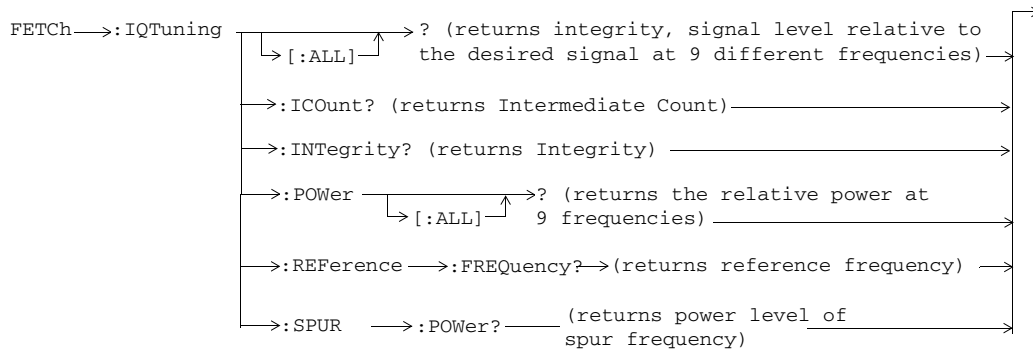 FETCh :IQTuning ? (returns integrity, signal level relative to
[:ALL] the desired signal at 9 different frequencies)
:ICOunt? (returns Intermediate Count)
:INTegrity? (returns Integrity)
:POWer ? (returns the relative power at
[:ALL] 9 frequencies)
:REFerence :FREQuency? (returns reference frequency)
:SPUR :POWer? (returns power level of
spur frequency)